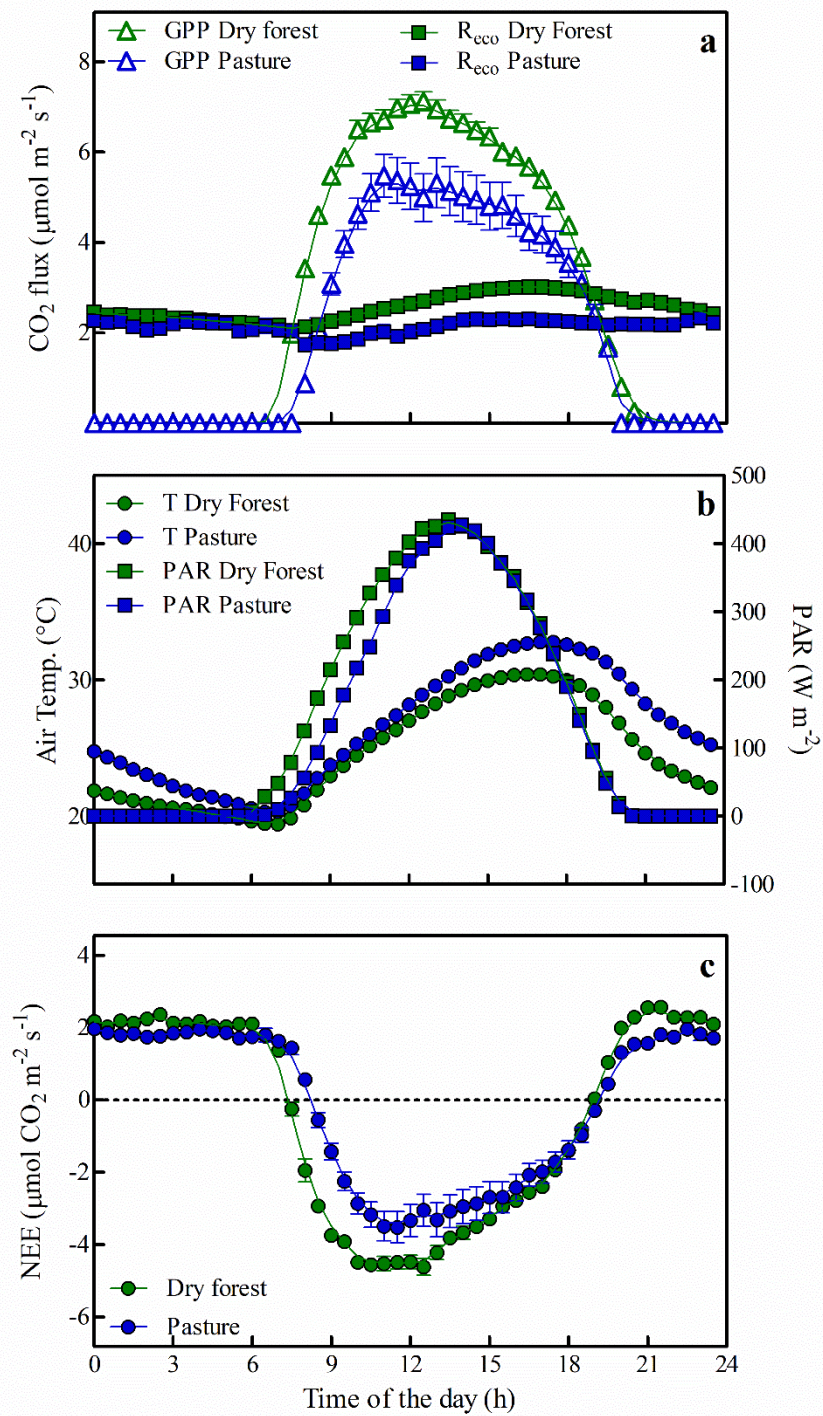 GPP Dry forest
GPP Pasture
Reco Dry Forest
Reco Pasture
a
8
6
4
2
CO2 flux (μmol m-2 s-1)
T Dry Forest
T Pasture
PAR Dry Forest
PAR Pasture
b
40
30
20
Air Temp. (°C)
500
400
300
200
100
0
-100
PAR (W m-2)
c
4
2
0
-2
-4
-6
NEE (μmol CO2 m-2 s-1)
Dry forest
Pasture
0 3 6 9 12 15 18 21 24
Time of the day (h)